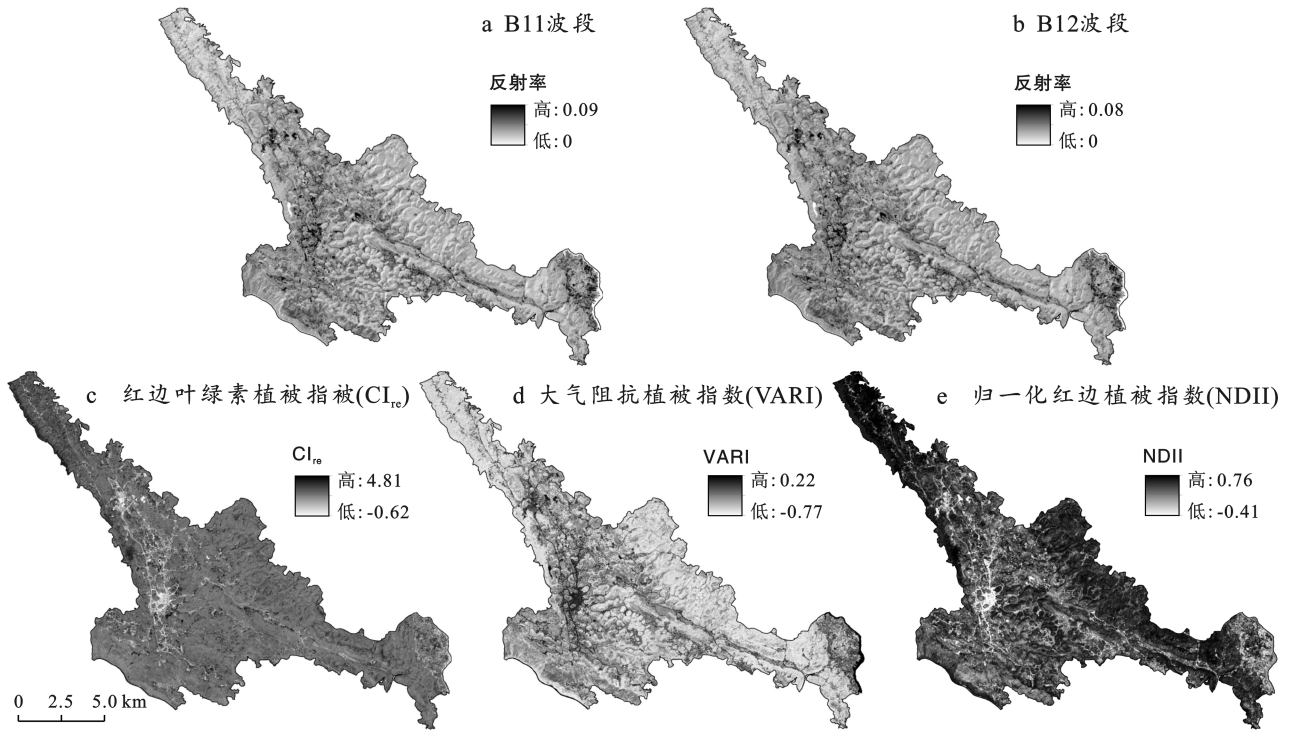 a B11波段
b B12波段
反射率
高: 0.09
低: 0
反射率
高: 0.08
低: 0
c 红边叶绿素植被指被(CIre)
d 大气阻抗植被指数(VARI)
e 归一化红边植被指数(NDII)
CIre
高: 4.81
低: -0.62
VARI
高: 0.22
低: -0.77
NDII
高: 0.76
低: -0.41
0 2.5 5.0 km